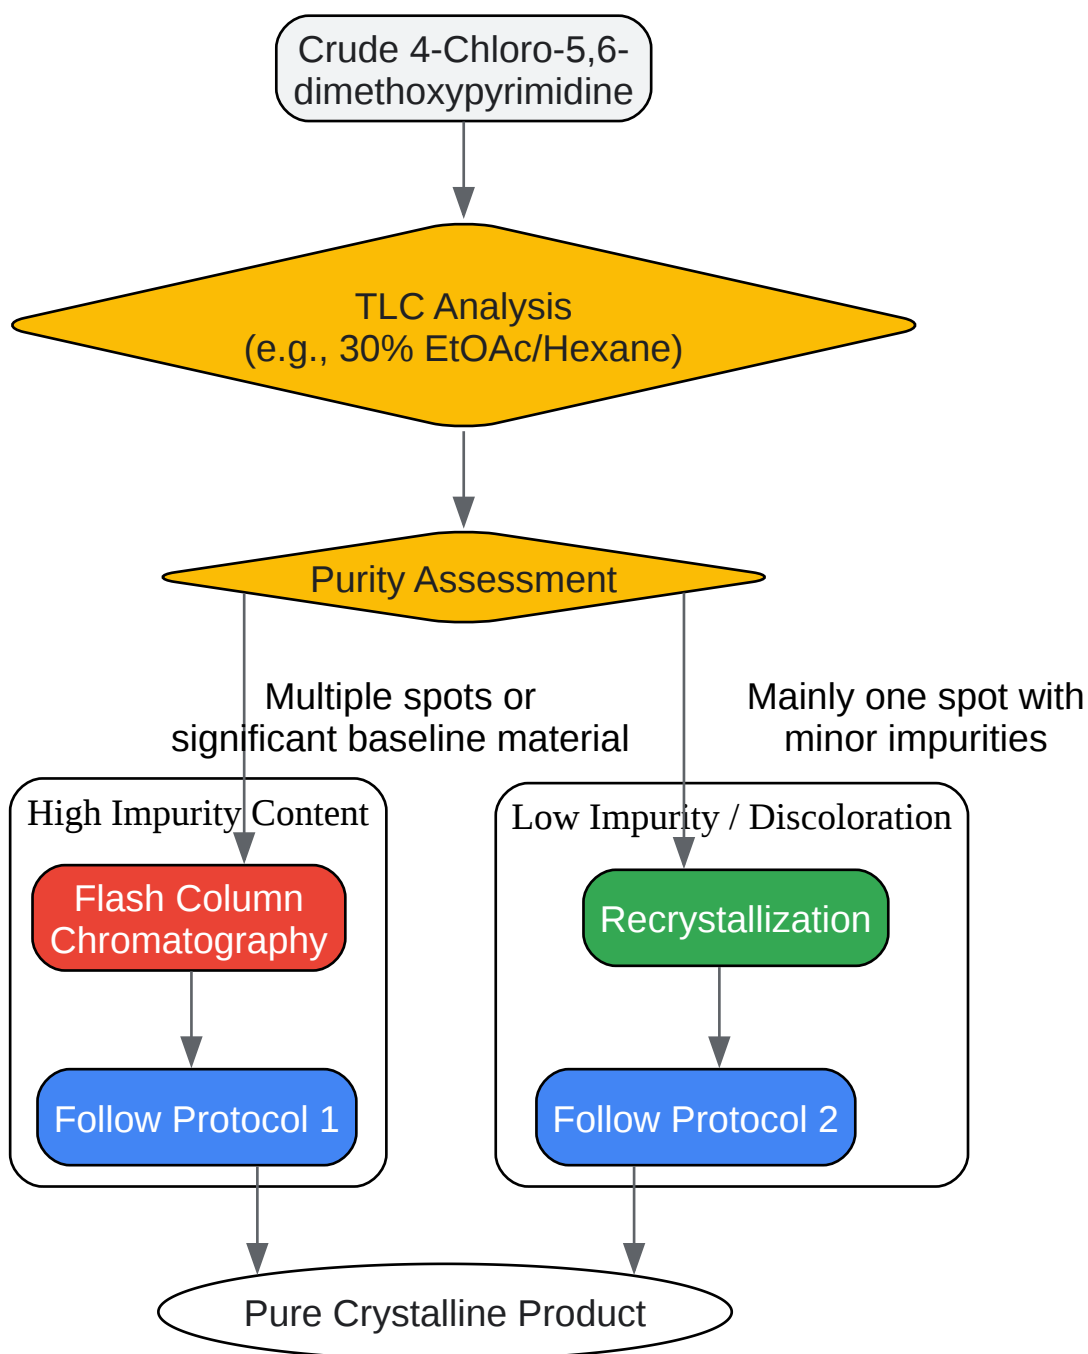 Crude 4-Chloro-5,6-
dimethoxypyrimidine
TLC Analysis
(e.g., 30% EtOAc/Hexane)
Purity Assessment
Multiple spots or
significant baseline material
Mainly one spot with
minor impurities
High Impurity Content
Flash Column
Chromatography
Follow Protocol 1
Low Impurity / Discoloration
Recrystallization
Follow Protocol 2
Pure Crystalline Product